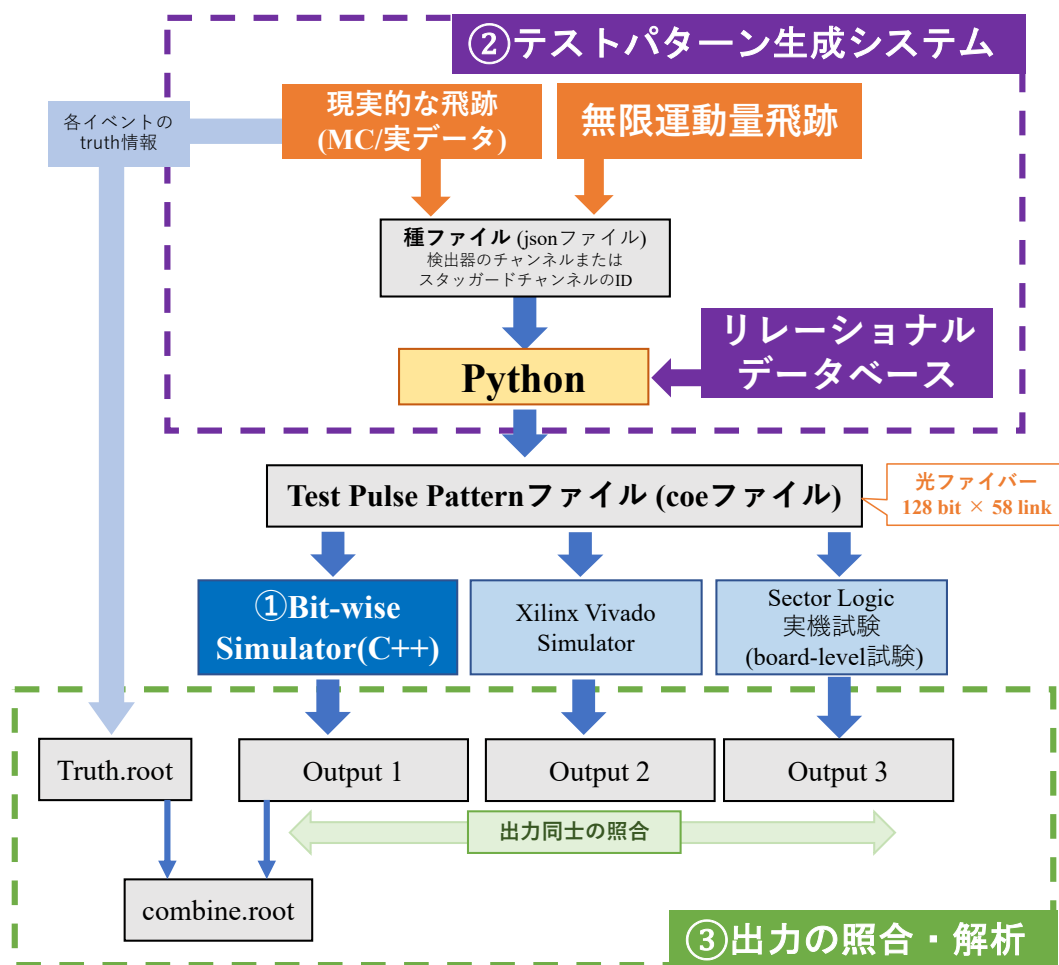 ②テストパターン生成システム
各イベントの
truth情報
現実的な飛跡
(MC/実データ)
無限運動量飛跡
種ファイル (jsonファイル)
検出器のチャンネルまたは
スタッガードチャンネルのID
リレーショナル
データベース
Python
Test Pulse Patternファイル (coeファイル)
光ファイバー
128 bit × 58 link
①Bit-wise
Simulator(C++)
Xilinx Vivado
Simulator
Sector Logic
実機試験
(board-level試験)
Truth.root
Output 1
Output 2
Output 3
出力同士の照合
combine.root
③出力の照合・解析